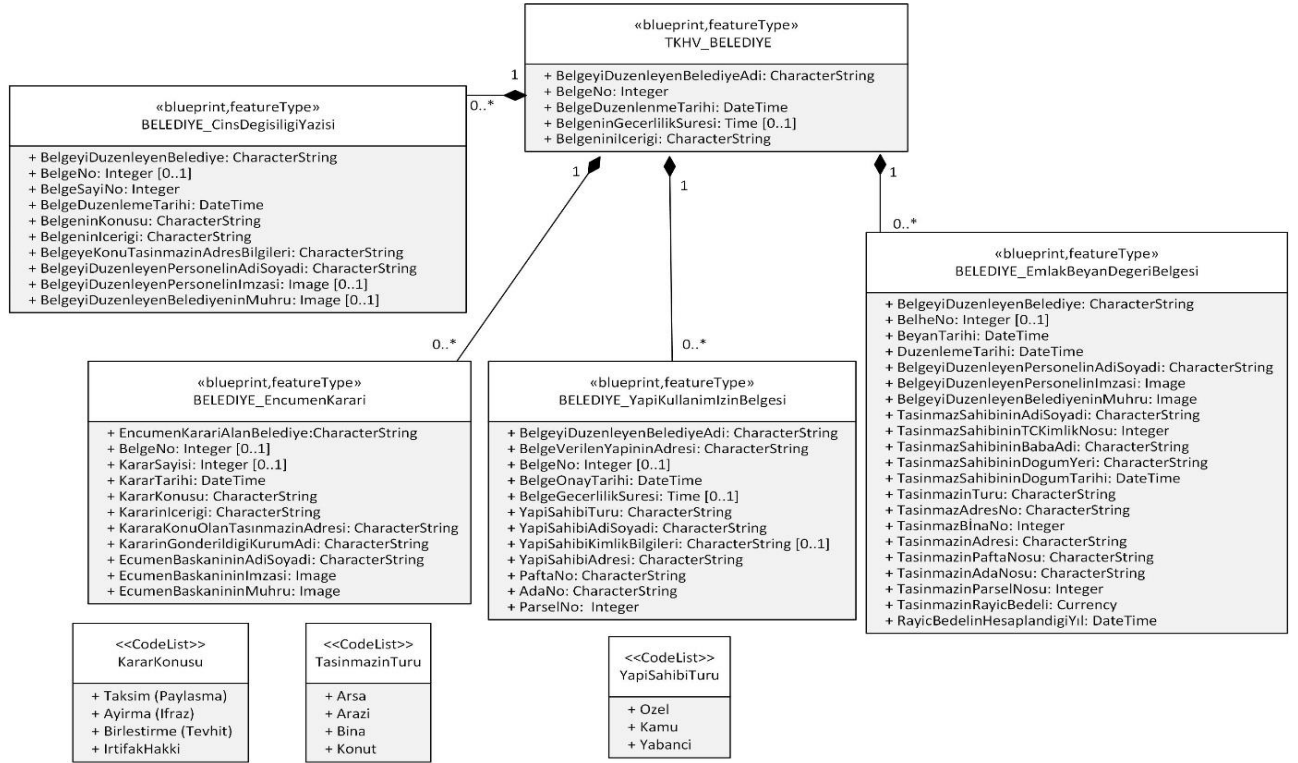 «blueprint,featureType»
TKHV_BELEDIYE
+ BelgeyiDuzenleyenBelediyeAdi: CharacterString
+ BelgeNo: Integer
+ BelgeDuzenlenmeTarihi: DateTime
+ BelgeninGecerlilikSuresi: Time [0..1]
+ BelgeniniIcerigi: CharacterString
1
0..*
1
1
1
0..*
0..*
0..*
«blueprint,featureType»
BELEDIYE_CinsDegisiligiYazisi
+ BelgeyiDuzenleyenBelediye: CharacterString
+ BelgeNo: Integer [0..1]
+ BelgeSayiNo: Integer
+ BelgeDuzenlemeTarihi: DateTime
+ BelgeninKonusu: CharacterString
+ BelgeninIcerigi: CharacterString
+ BelgeyeKonuTasinmazinAdresBilgileri: CharacterString
+ BelgeyiDuzenleyenPersonelinAdiSoyadi: CharacterString
+ BelgeyiDuzenleyenPersonelinImzasi: Image [0..1]
+ BelgeyiDuzenleyenBelediyeninMuhru: Image [0..1]
«blueprint,featureType»
BELEDIYE_EncumenKarari
+ EncumenKarariAlanBelediye:CharacterString
+ BelgeNo: Integer [0..1]
+ KararSayisi: Integer [0..1]
+ KararTarihi: DateTime
+ KararKonusu: CharacterString
+ KararinIcerigi: CharacterString
+ KararaKonuOlanTasınmazinAdresi: CharacterString
+ KararinGonderildigiKurumAdi: CharacterString
+ EcumenBaskanininAdiSoyadi: CharacterString
+ EcumenBaskanininImzasi: Image
+ EcumenBaskanininMuhru: Image
«blueprint,featureType»
BELEDIYE_YapiKullanimIzinBelgesi
+ BelgeyiDuzenleyenBelediyeAdi: CharacterString
+ BelgeVerilenYapininAdresi: CharacterString
+ BelgeNo: Integer [0..1]
+ BelgeOnayTarihi: DateTime
+ BelgeGecerlilikSuresi: Time [0..1]
+ YapiSahibiTuru: CharacterString
+ YapiSahibiAdiSoyadi: CharacterString
+ YapiSahibiKimlikBilgileri: CharacterString [0..1]
+ YapiSahibiAdresi: CharacterString
+ PaftaNo: CharacterString
+ AdaNo: CharacterString
+ ParselNo: Integer
«blueprint,featureType»
BELEDIYE_EmlakBeyanDegeriBelgesi
+ BelgeyiDuzenleyenBelediye: CharacterString
+ BelheNo: Integer [0..1]
+ BeyanTarihi: DateTime
+ DuzenlemeTarihi: DateTime
+ BelgeyiDuzenleyenPersonelinAdiSoyadi: CharacterString
+ BelgeyiDuzenleyenPersonelinImzasi: Image
+ BelgeyiDuzenleyenBelediyeninMuhru: Image
+ TasinmazSahibininAdiSoyadi: CharacterString
+ TasinmazSahibininTCKimlikNosu: Integer
+ TasinmazSahibininBabaAdi: CharacterString
+ TasinmazSahibininDogumYeri: CharacterString
+ TasinmazSahibininDogumTarihi: DateTime
+ TasinmazinTuru: CharacterString
+ TasinmazAdresNo: CharacterString
+ TasinmazBİnaNo: Integer
+ TasinmazinAdresi: CharacterString
+ TasinmazinPaftaNosu: CharacterString
+ TasinmazinAdaNosu: CharacterString
+ TasinmazinParselNosu: Integer
+ TasinmazinRayicBedeli: Currency
+ RayicBedelinHesaplandigiYıl: DateTime
<<CodeList>>
KararKonusu
+ Taksim (Paylasma)
+ Ayirma (Ifraz)
+ Birlestirme (Tevhit)
+ IrtifakHakki
<<CodeList>>
TasinmazinTuru
+ Arsa
+ Arazi
+ Bina
+ Konut
<<CodeList>>
YapiSahibiTuru
+ Ozel
+ Kamu
+ Yabanci